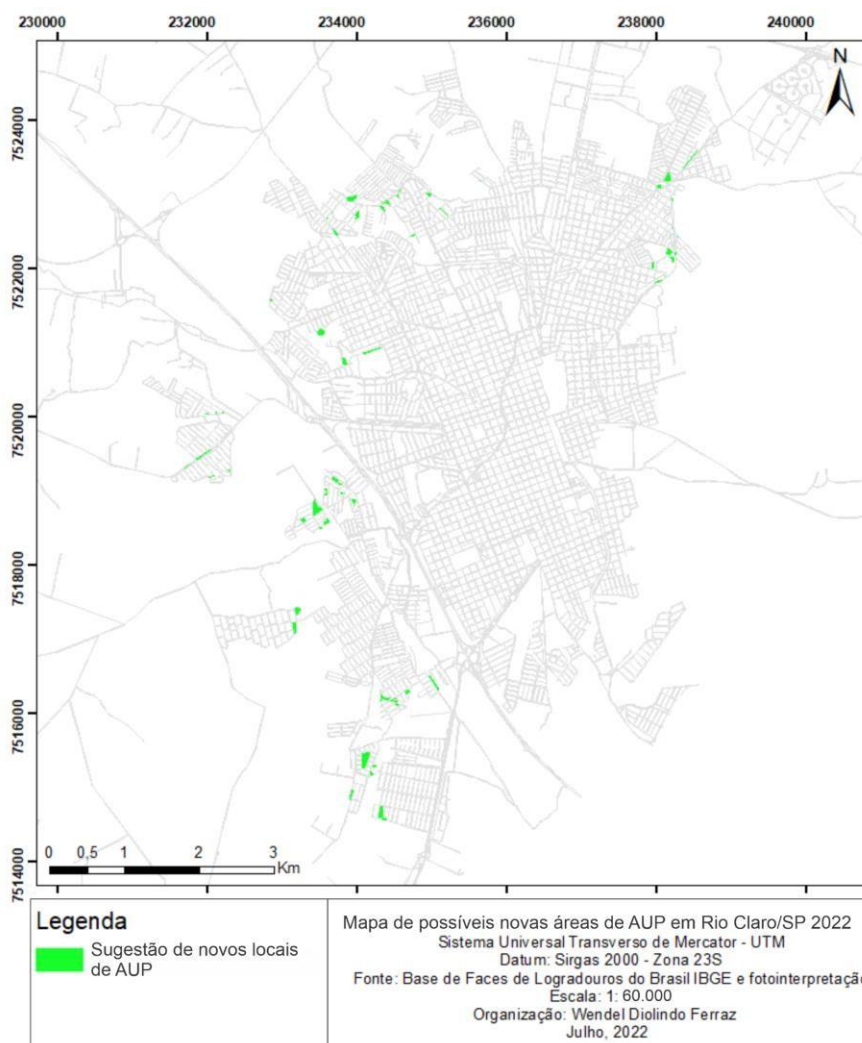 230000 232000 234000 236000 238000 240000
N
7524000
7522000
7520000
7518000
7516000
7514000
0 0,5 1 2 3
Km
Legenda
Sugestão de novos locais
de AUP
Mapa de possíveis novas áreas de AUP em Rio Claro/SP 2022
Sistema Universal Transverso de Mercator - UTM
Datum: Sirgas 2000 - Zona 23S
Fonte: Base de Faces de Logradouros do Brasil IBGE e fotointerpretação
Escala: 1: 60.000
Organização: Wendel Diolindo Ferraz
Julho, 2022